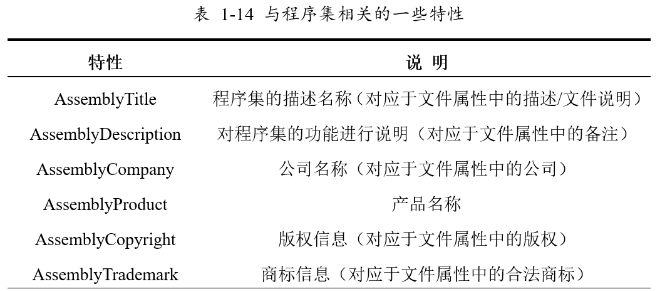 表 1-14 与程序集相关的一些特性
特性 说 明
AssemblyTitle 程序集的描述名称（对应于文件属性中的描述/文件说明）
AssemblyDescription 对程序集的功能进行说明（对应于文件属性中的备注）
AssemblyCompany 公司名称（对应于文件属性中的公司）
AssemblyProduct 产品名称
AssemblyCopyright 版权信息（对应于文件属性中的版权）
AssemblyTrademark 商标信息（对应于文件属性中的合法商标）